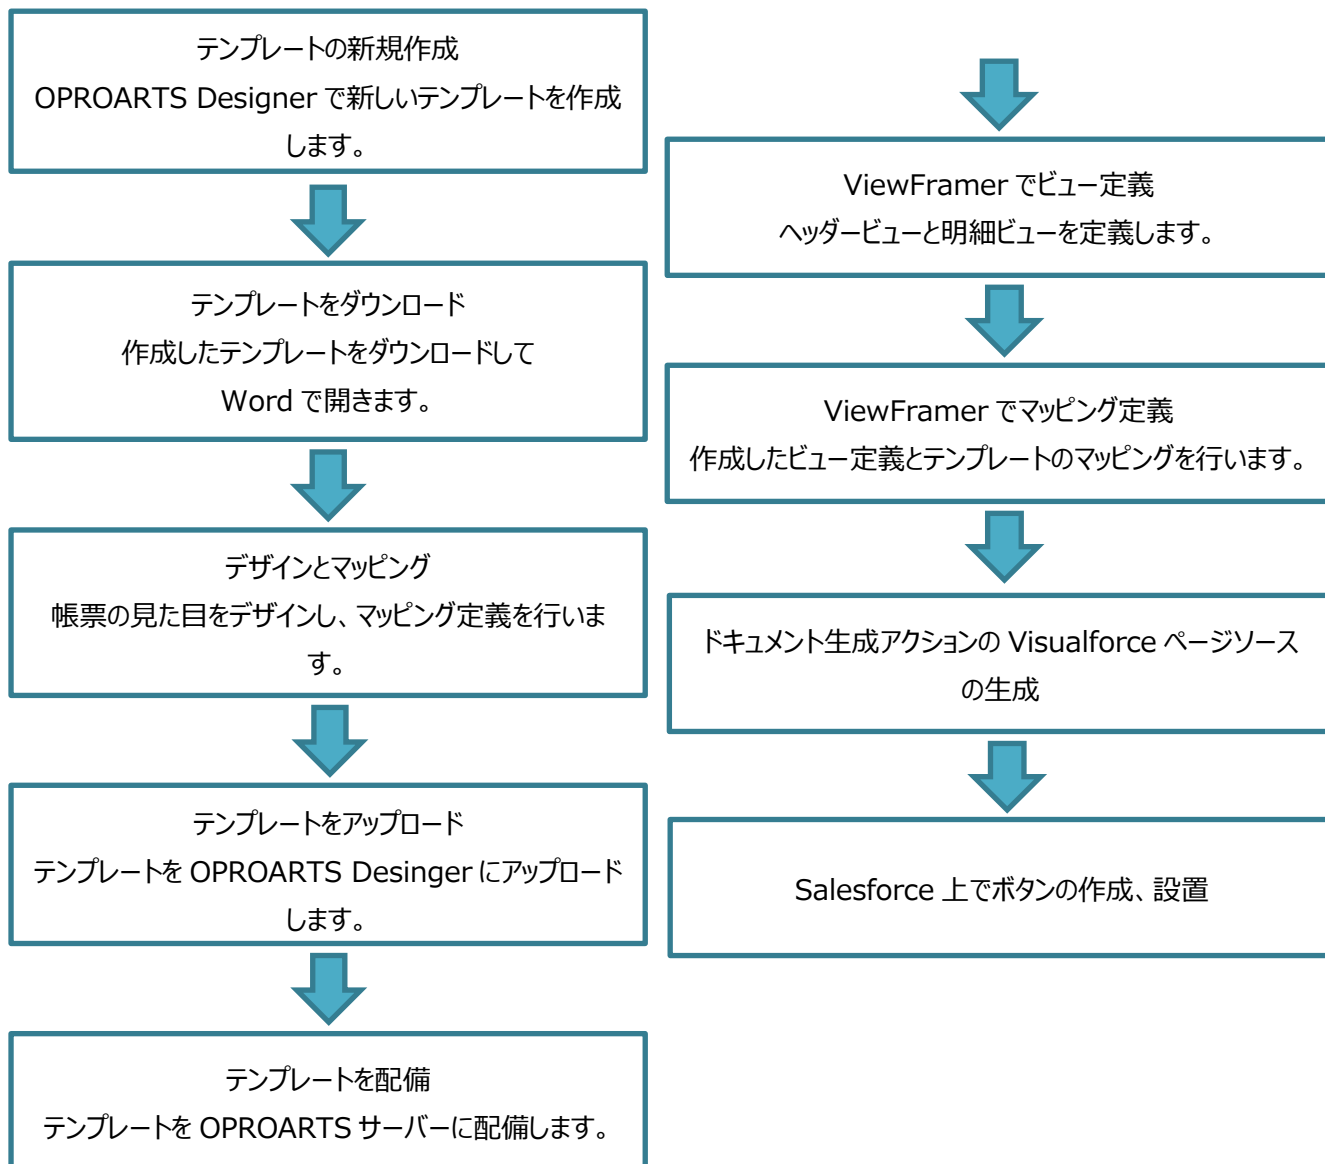 テンプレートの新規作成
OPROARTS Designer で新しいテンプレートを作成
します。
テンプレートをダウンロード
作成したテンプレートをダウンロードして
Word で開きます。
デザインとマッピング
帳票の見た目をデザインし、マッピング定義を行いま
す。
テンプレートをアップロード
テンプレートを OPROARTS Desinger にアップロード
します。
テンプレートを配備
テンプレートを OPROARTS サーバーに配備します。
ViewFramer でビュー定義
ヘッダービューと明細ビューを定義します。
ViewFramer でマッピング定義
作成したビュー定義とテンプレートのマッピングを行います。
ドキュメント生成アクションの Visualforce ページソース
の生成
Salesforce 上でボタンの作成、設置